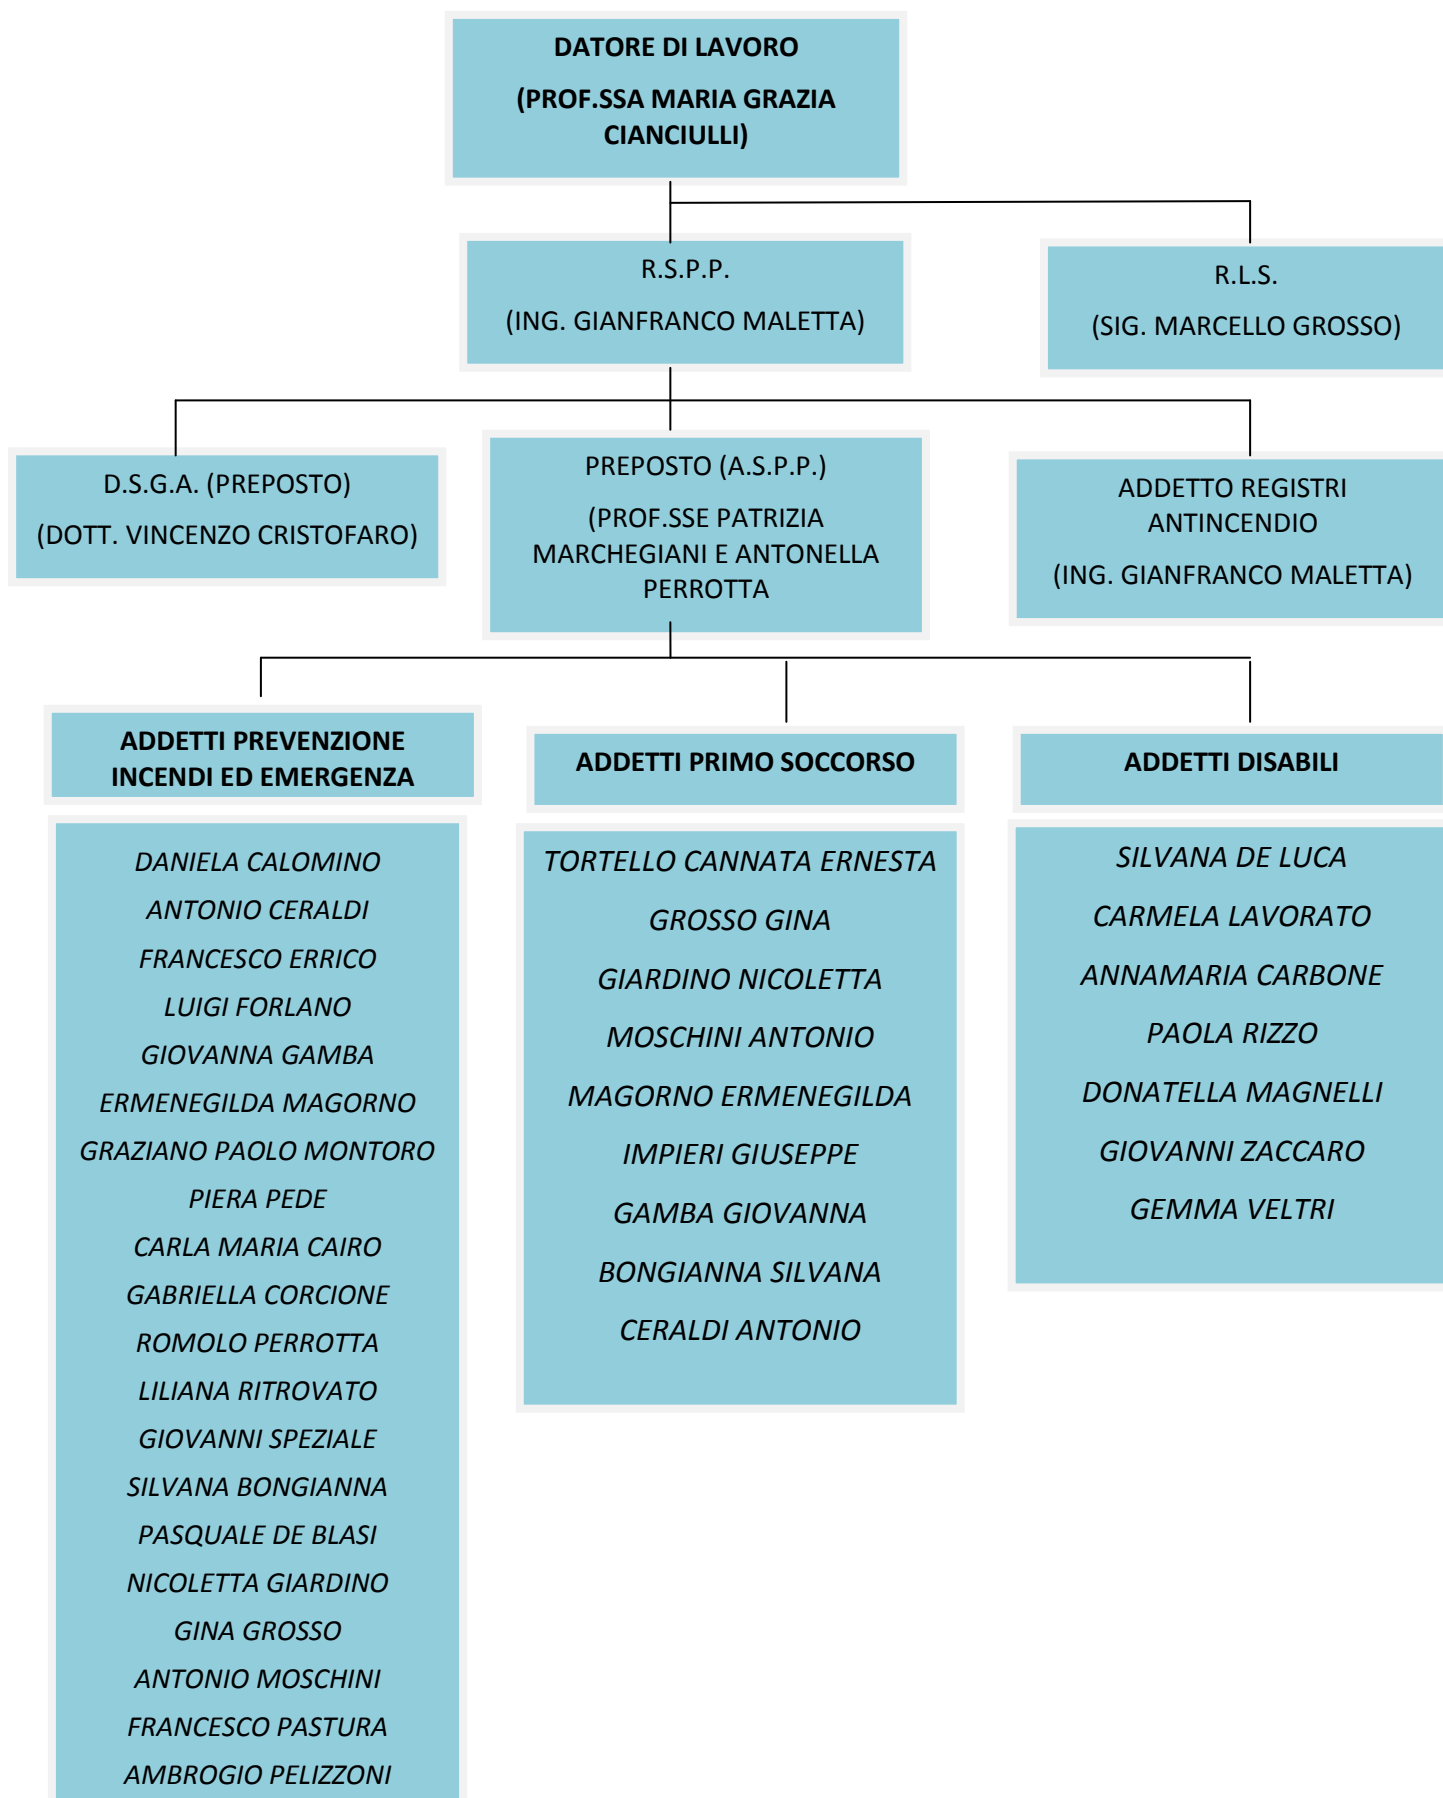 DATORE DI LAVORO
(PROF.SSA MARIA GRAZIA
CIANCIULLI)
R.S.P.P.
(ING. GIANFRANCO MALETTA)
R.L.S.
(SIG. MARCELLO GROSSO)
D.S.G.A. (PREPOSTO)
(DOTT. VINCENZO CRISTOFARO)
PREPOSTO (A.S.P.P.)
(PROF.SSE PATRIZIA
MARCHEGIANI E ANTONELLA
PERROTTA
ADDETTO REGISTRI
ANTINCENDIO
(ING. GIANFRANCO MALETTA)
ADDETTI PREVENZIONE
INCENDI ED EMERGENZA
DANIELA CALOMINO
ANTONIO CERALDI
FRANCESCO ERRICO
LUIGI FORLANO
GIOVANNA GAMBA
ERMENEGILDA MAGORNO
GRAZIANO PAOLO MONTORO
PIERA PEDE
CARLA MARIA CAIRO
GABRIELLA CORCIONE
ROMOLO PERROTTA
LILIANA RITROVATO
GIOVANNI SPEZIALE
SILVANA BONGIANNA
PASQUALE DE BLASI
NICOLETTA GIARDINO
GINA GROSSO
ANTONIO MOSCHINI
FRANCESCO PASTURA
AMBROGIO PELIZZONI
ADDETTI PRIMO SOCCORSO
TORTELLO CANNATA ERNESTA
GROSSO GINA
GIARDINO NICOLETTA
MOSCHINI ANTONIO
MAGORNO ERMENEGILDA
IMPIERI GIUSEPPE
GAMBA GIOVANNA
BONGIANNA SILVANA
CERALDI ANTONIO
ADDETTI DISABILI
SILVANA DE LUCA
CARMELA LAVORATO
ANNAMARIA CARBONE
PAOLA RIZZO
DONATELLA MAGNELLI
GIOVANNI ZACCARO
GEMMA VELTRI